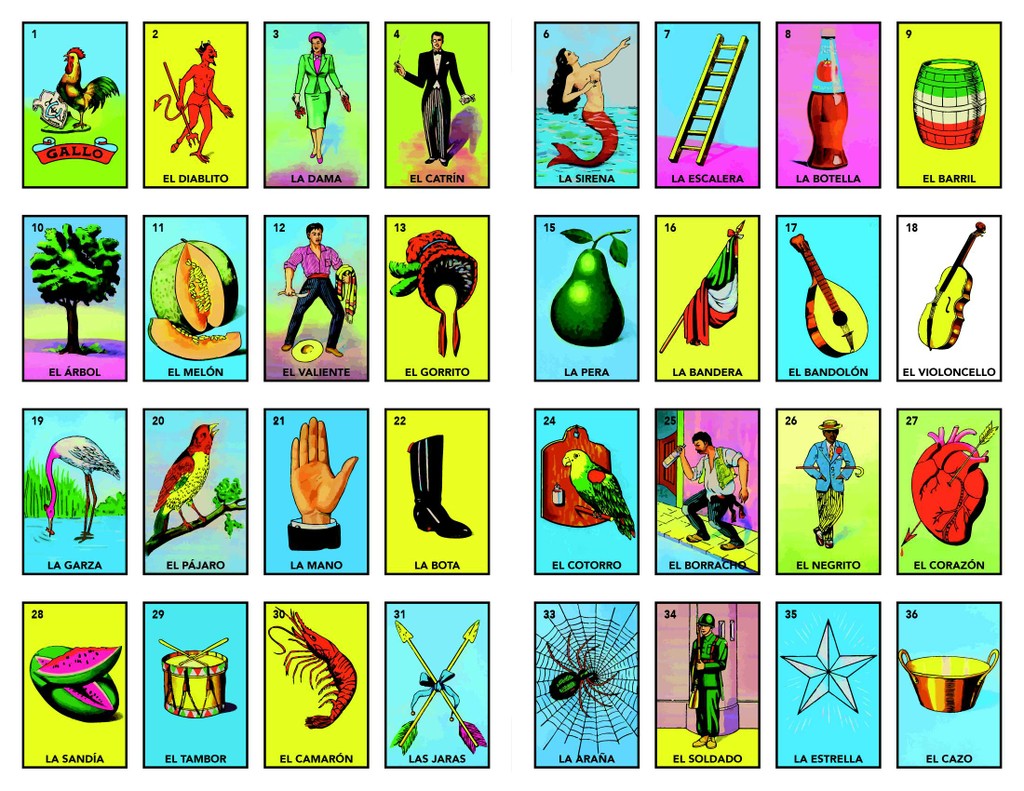 1
GALLO
2
EL DIABLITO
3
LA DAMA
4
EL CATRÍN
6
LA SIRENA
7
LA ESCALERA
8
LA BOTELLA
9
EL BARRIL
10
EL ÁRBOL
11
EL MELÓN
12
EL VALIENTE
13
EL GORRITO
15
LA PERA
16
LA BANDERA
17
EL BANDOLÓN
18
EL VIOLONCELLO
19
LA GARZA
20
EL PÁJARO
21
LA MANO
22
LA BOTA
24
EL COTORRO
25
EL BORRACHO
26
EL NEGRITO
27
EL CORAZÓN
28
LA SANDÍA
29
EL TAMBOR
30
EL CAMARÓN
31
LAS JARAS
33
LA ARAÑA
34
EL SOLDADO
35
LA ESTRELLA
36
EL CAZO